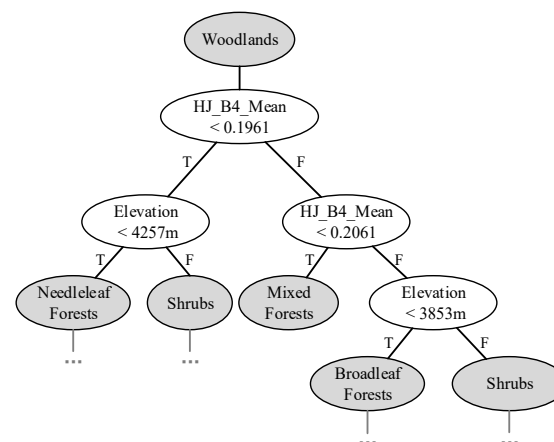 Woodlands
HJ_B4_Mean
< 0.1961
T
F
Elevation
< 4257m
HJ_B4_Mean
< 0.2061
T
F
T
F
Needleleaf
Forests
Shrubs
Mixed
Forests
Elevation
< 3853m
...
...
T
F
Broadleaf
Forests
Shrubs
...
...